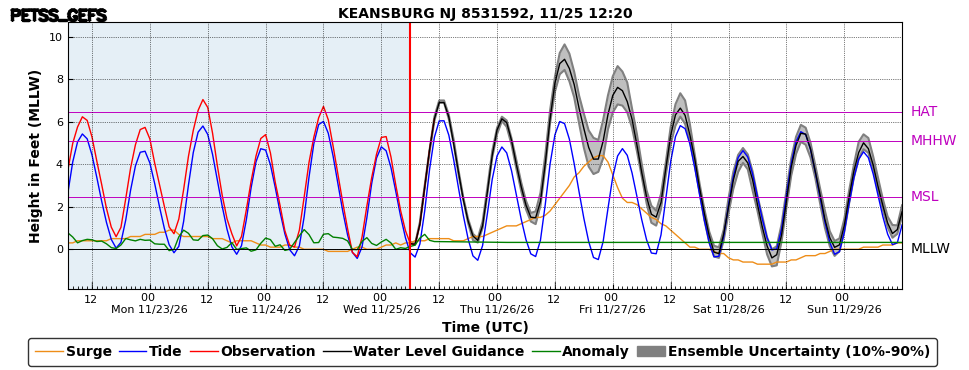 PETSS_GEFS
KEANSBURG NJ 8531592, 11/25 12:20
Height in Feet (MLLW)
10
8
6
4
2
0
HAT
MHHW
MSL
MLLW
12 00 12 00 12 00 12 00 12 00 12 00 12 00
Mon 11/23/26 Tue 11/24/26 Wed 11/25/26 Thu 11/26/26 Fri 11/27/26 Sat 11/28/26 Sun 11/29/26
Time (UTC)
Surge Tide Observation Water Level Guidance Anomaly Ensemble Uncertainty (10%-90%)